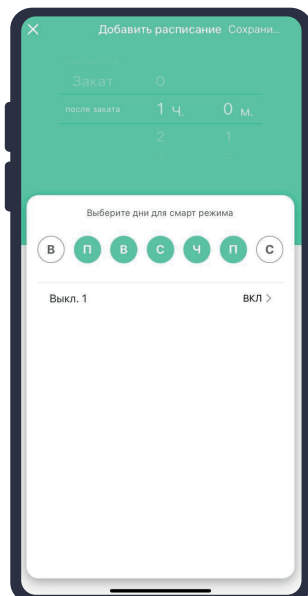 Добавить расписание Сохрани...
Закат 0
после заката 1 Ч. 0 м.
2 1
Выберите дни для смарт режима
В П В С Ч П С
Выкл. 1 ВКЛ